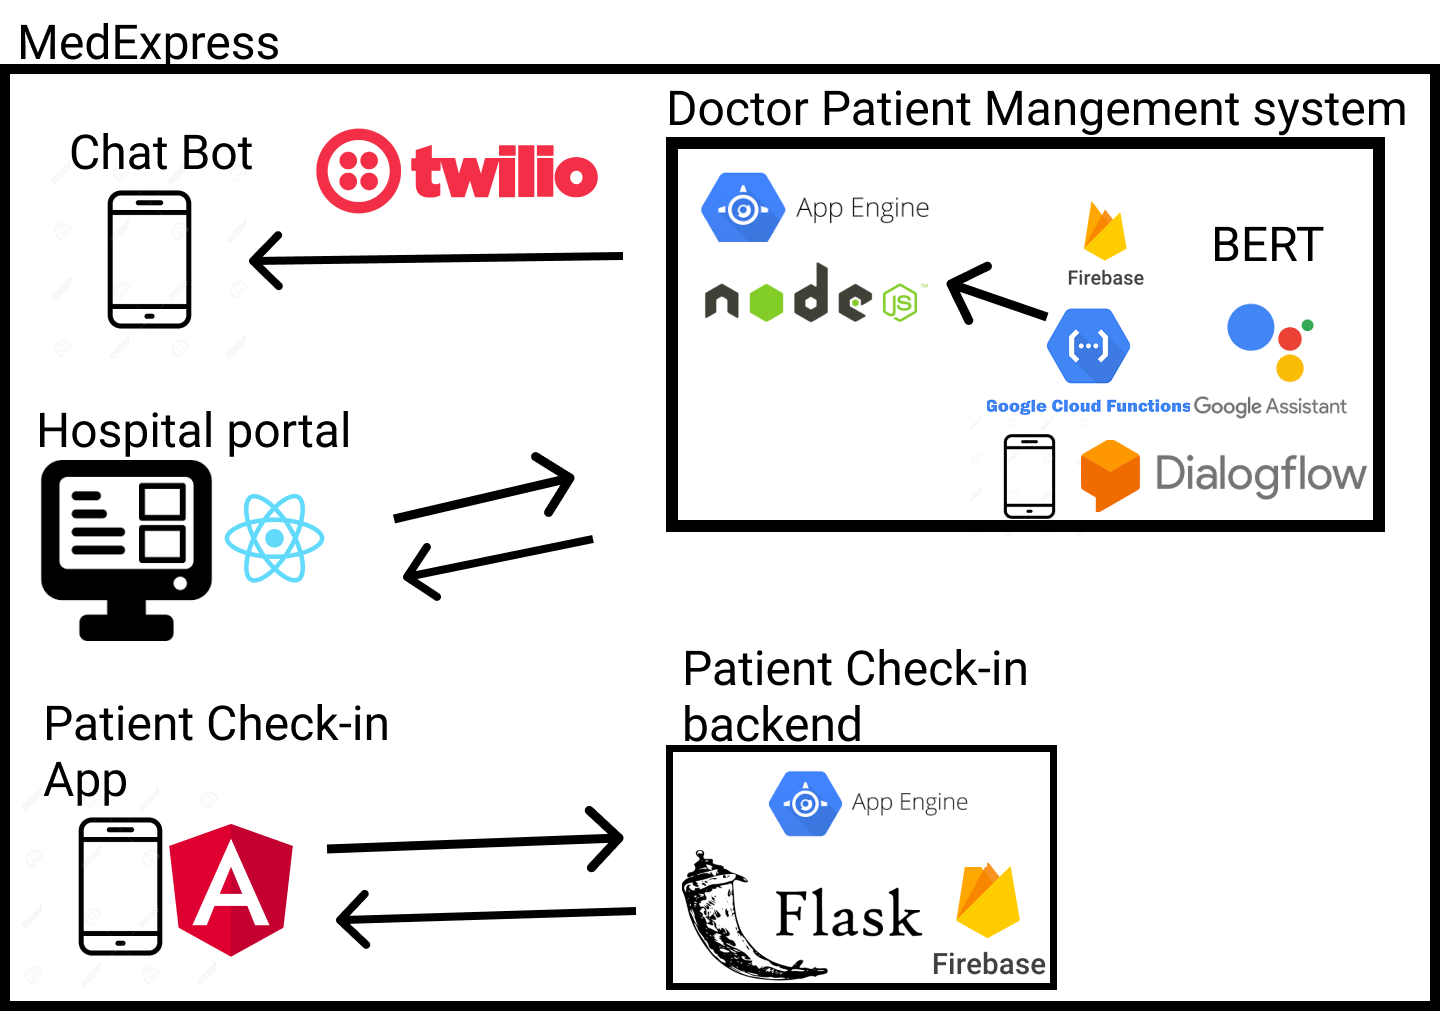 MedExpress
Doctor Patient Mangement system
Chat Bot
twilio
App Engine
Firebase
BERT
node
JS
TM
Google Cloud Functions
Google Assistant
Dialogflow
Hospital portal
Patient Check-in
App
Patient Check-in
backend
App Engine
Flask
Firebase